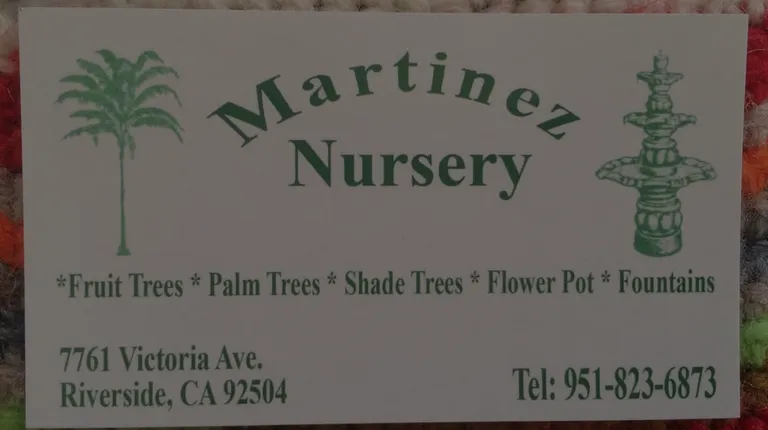 Martinez
Nursery
*Fruit Trees * Palm Trees * Shade Trees * Flower Pot * Fountains
7761 Victoria Ave.
Riverside, CA 92504
Tel: 951-823-6873